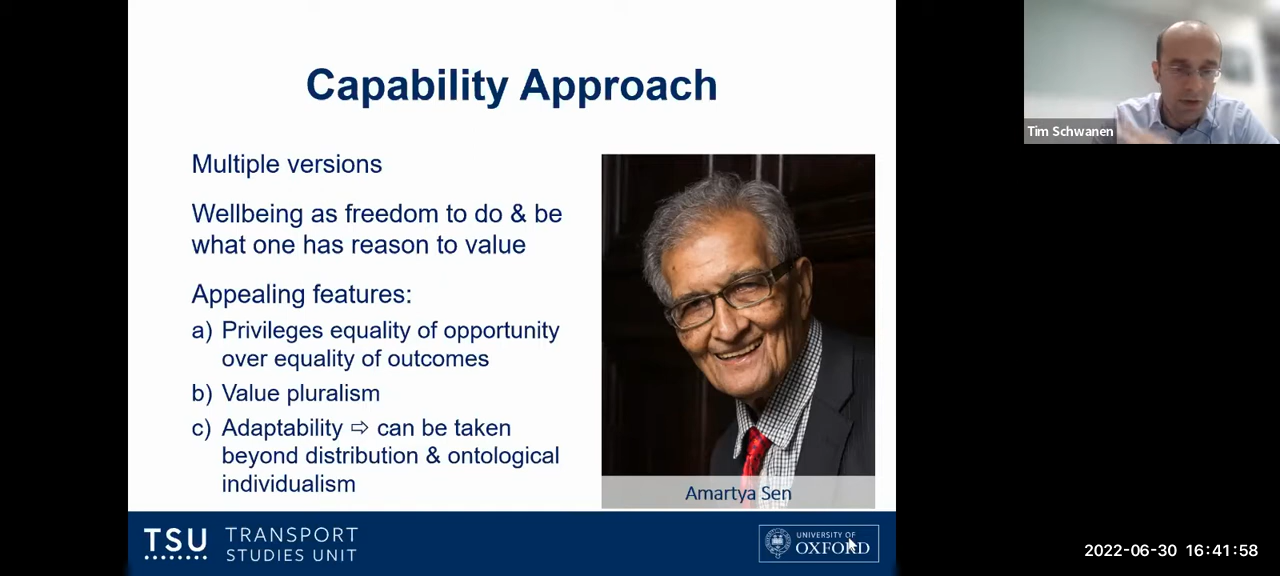 Capability Approach
Multiple versions
Wellbeing as freedom to do & be
what one has reason to value
Appealing features:
a) Privileges equality of opportunity
over equality of outcomes
b) Value pluralism
c) Adaptability ⇨ can be taken
beyond distribution & ontological
individualism
Amartya Sen
TSU TRANSPORT
STUDIES UNIT
UNIVERSITY OF
OXFORD
Tim Schwanen
2022-06-30 16:41:58